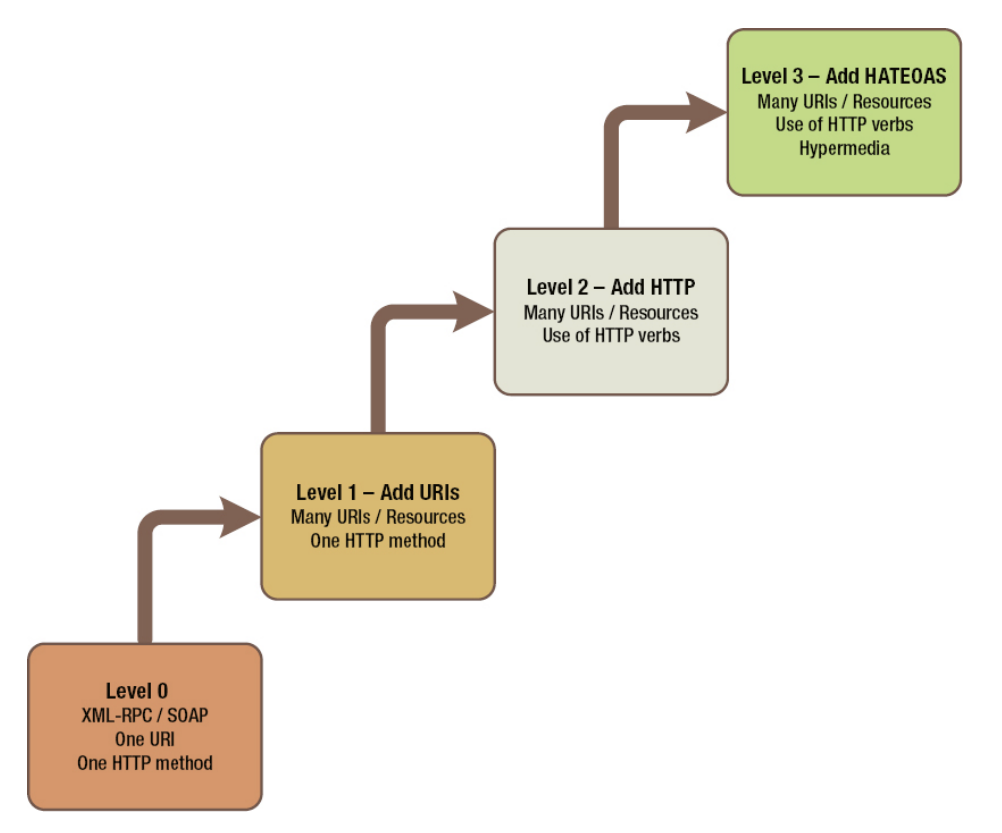 Level 3 – Add HATEOAS
Many URIs / Resources
Use of HTTP verbs
Hypermedia
Level 2 – Add HTTP
Many URIs / Resources
Use of HTTP verbs
Level 1 – Add URIs
Many URIs / Resources
One HTTP method
Level 0
XML-RPC / SOAP
One URI
One HTTP method